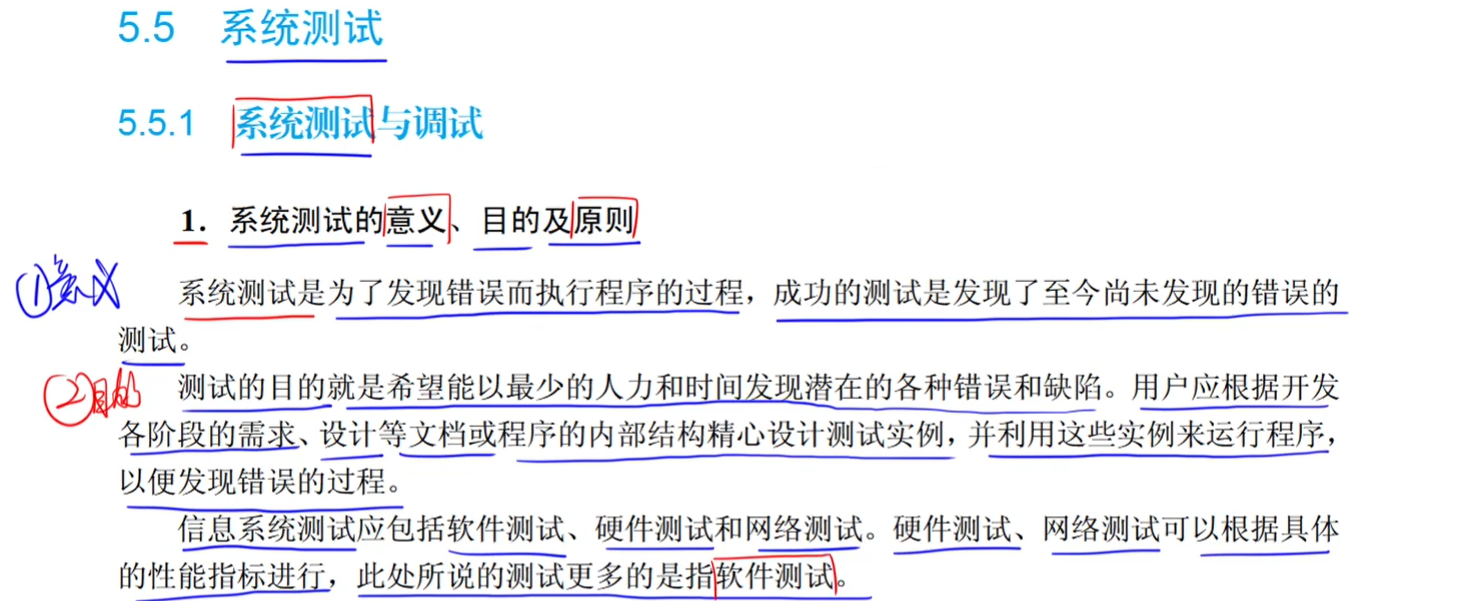 5.5 系统测试
5.5.1 系统测试与调试
1. 系统测试的意义、目的及原则
①意义
系统测试是为了发现错误而执行程序的过程，成功的测试是发现了至今尚未发现的错误的
测试。
②目的
测试的目的就是希望能以最少的人力和时间发现潜在的各种错误和缺陷。用户应根据开发
各阶段的需求、设计等文档或程序的内部结构精心设计测试实例，并利用这些实例来运行程序，
以便发现错误的过程。
信息系统测试应包括软件测试、硬件测试和网络测试。硬件测试、网络测试可以根据具体
的性能指标进行，此处所说的测试更多的是指软件测试。